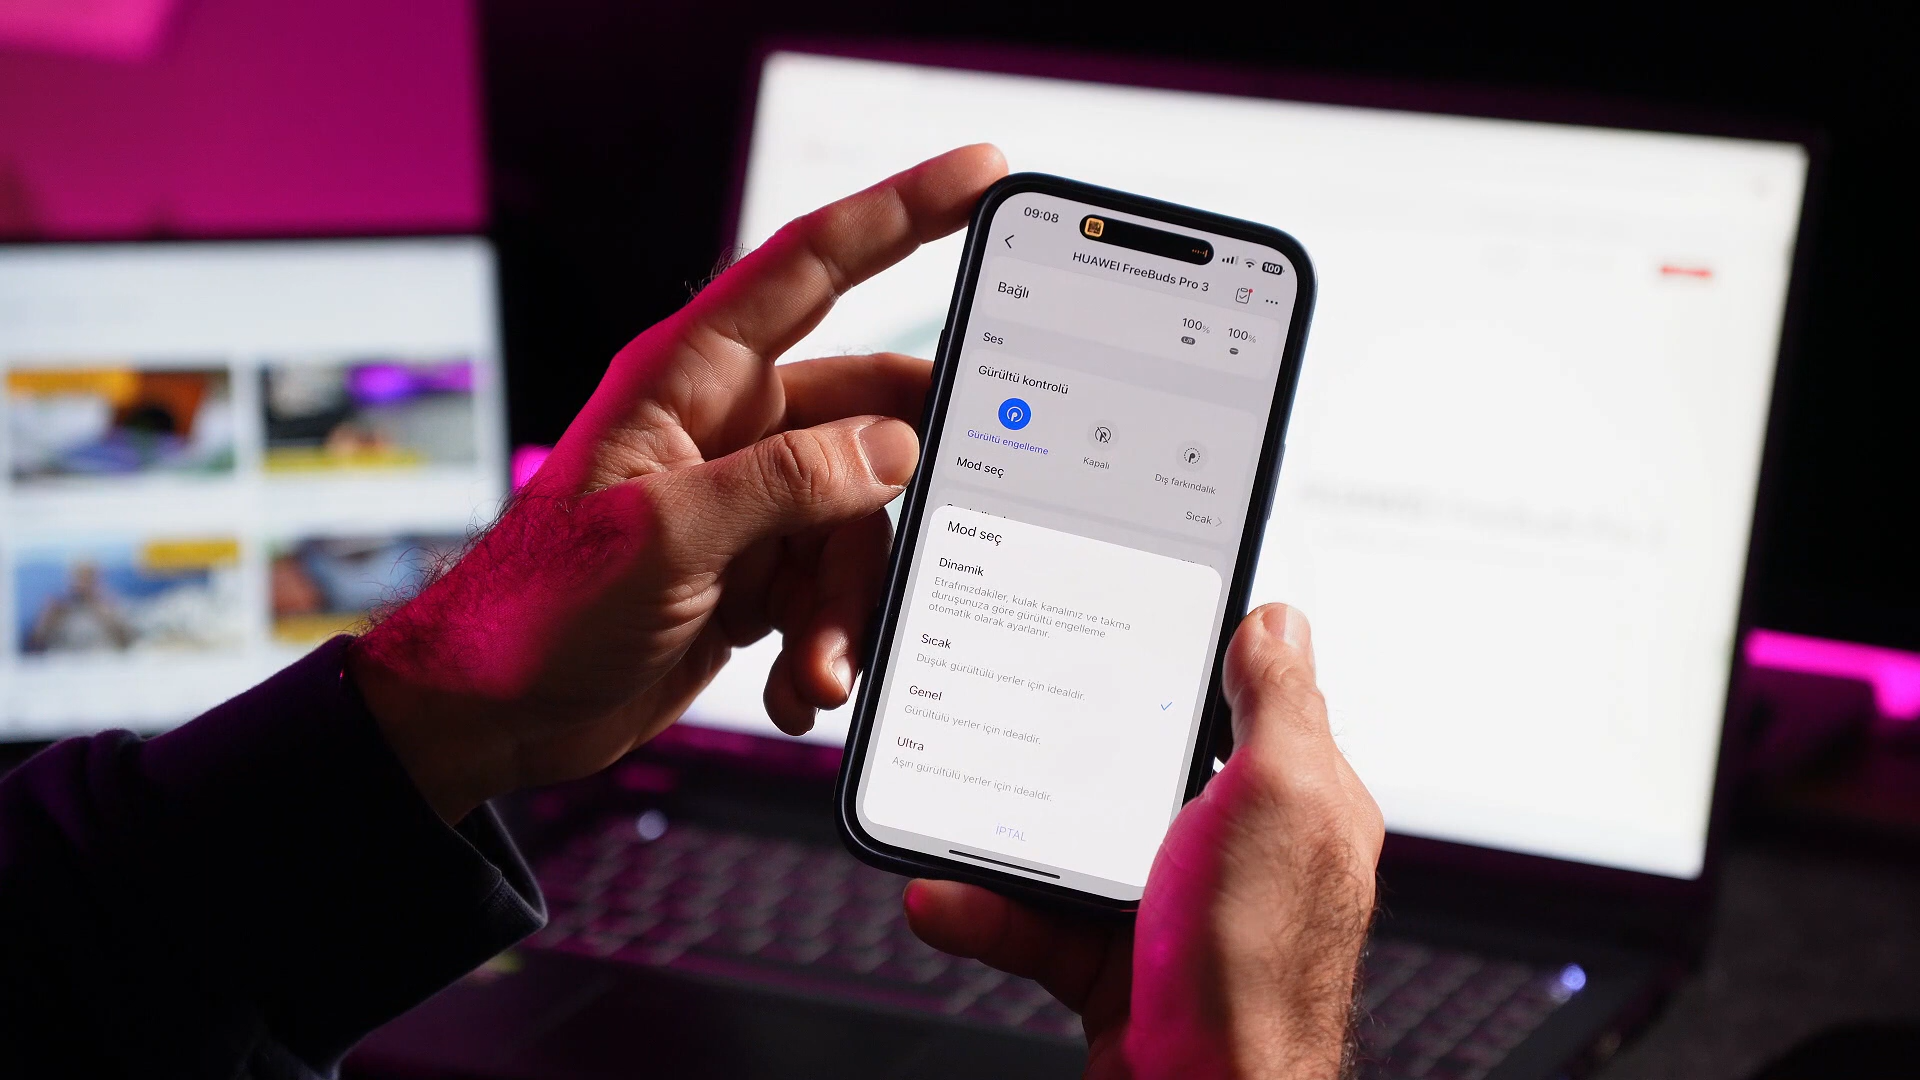 09:08
100
HUAWEI FreeBuds Pro 3
Bağlı
100% 100%
L/R
Ses
Gürültü kontrolü
Gürültü engelleme
Kapalı
Dış farkındalık
Mod seç
Sıcak
Mod seç
Dinamik
Etrafınızdakiler, kulak kanalınız ve takma
duruşunuza göre gürültü engelleme
otomatik olarak ayarlanır.
Sıcak
Düşük gürültülü yerler için idealdir.
Genel
Gürültülü yerler için idealdir.
Ultra
Aşırı gürültülü yerler için idealdir.
İPTAL